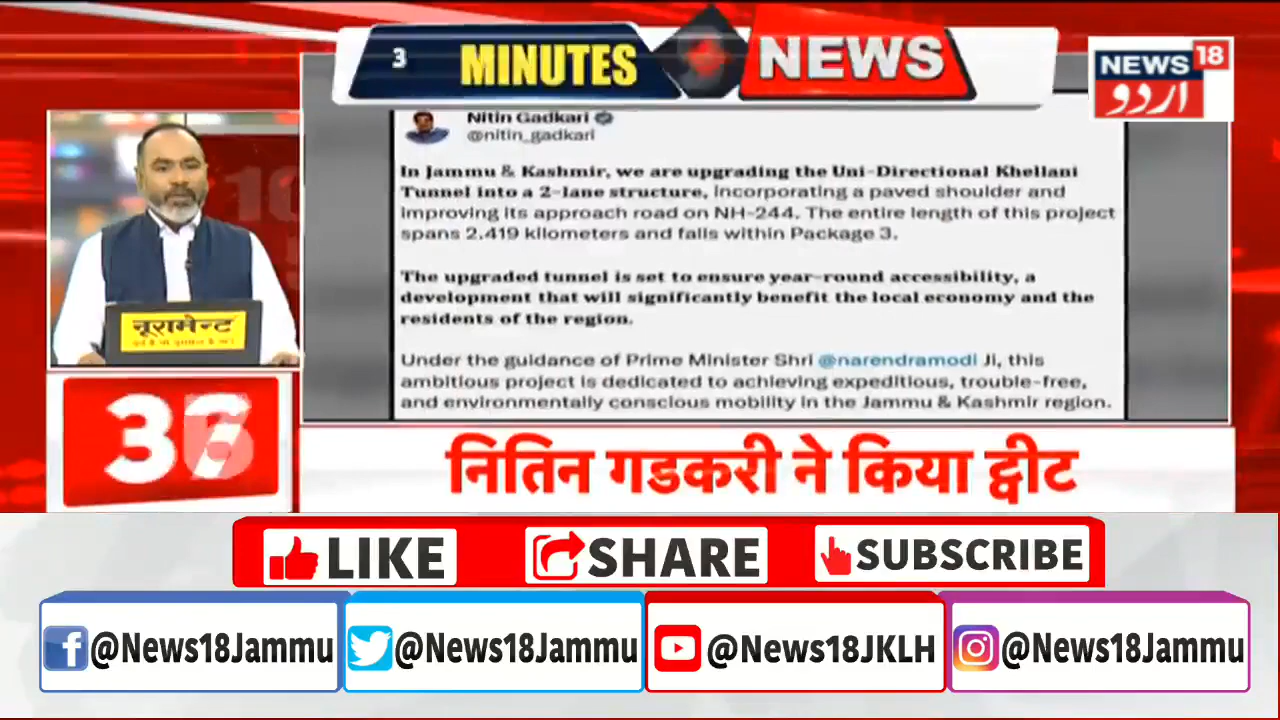 3 MINUTES NEWS
NEWS 18
اردو
Nitin Gadkari
@nitin_gadkari
In Jammu & Kashmir, we are upgrading the Uni-Directional Khellani
Tunnel into a 2-lane structure, incorporating a paved shoulder and
improving its approach road on NH-244. The entire length of this project
spans 2.419 kilometers and falls within Package 3.
The upgraded tunnel is set to ensure year-round accessibility, a
development that will significantly benefit the local economy and the
residents of the region.
Under the guidance of Prime Minister Shri @narendramodi Ji, this
ambitious project is dedicated to achieving expeditious, trouble-free,
and environmentally conscious mobility in the Jammu & Kashmir region.
नूरामेन्ट
नितिन गडकरी ने किया ट्वीट
LIKE
SHARE
SUBSCRIBE
@News18Jammu
@News18Jammu
@News18JKLH
@News18Jammu